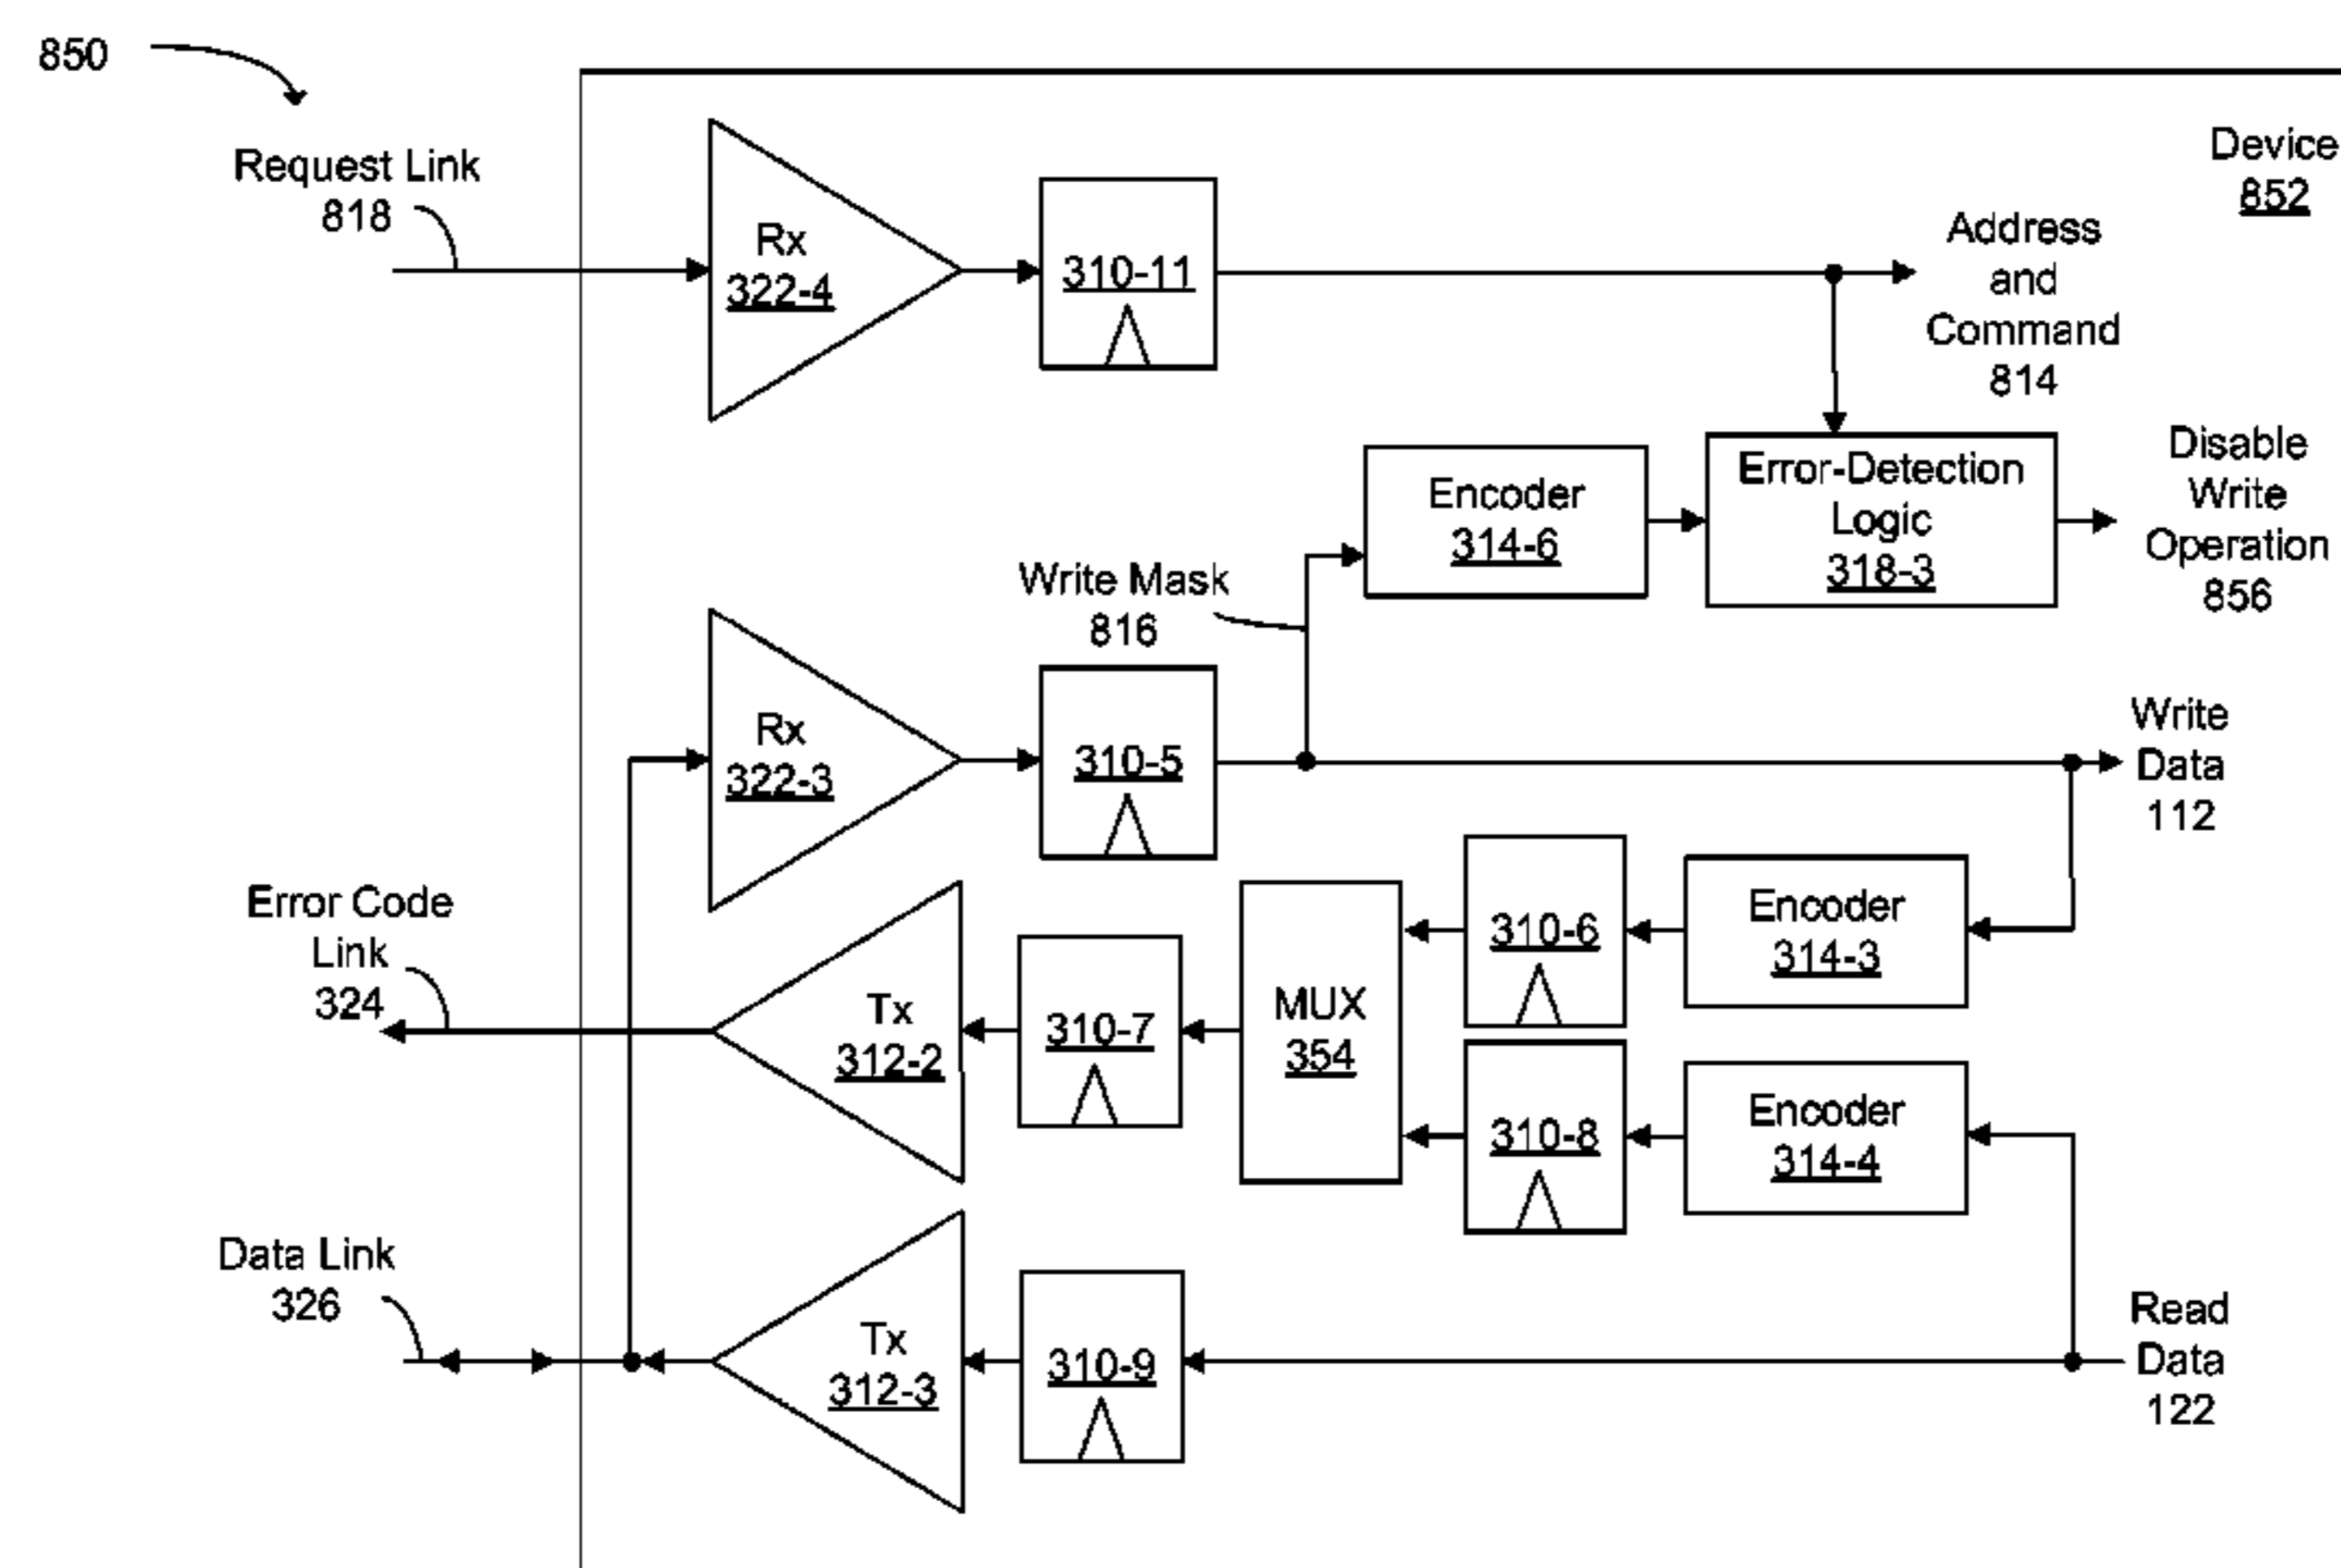 850
Request Link
818
Rx
322-4
310-11
Device
852
Address
and
Command
814
Encoder
314-6
Error-Detection
Logic
318-3
Disable
Write
Operation
856
Write Mask
816
Rx
322-3
310-5
Write
Data
112
Error Code
Link
324
Tx
312-2
310-7
MUX
354
310-6
Encoder
314-3
310-8
Encoder
314-4
Data Link
326
Tx
312-3
310-9
Read
Data
122